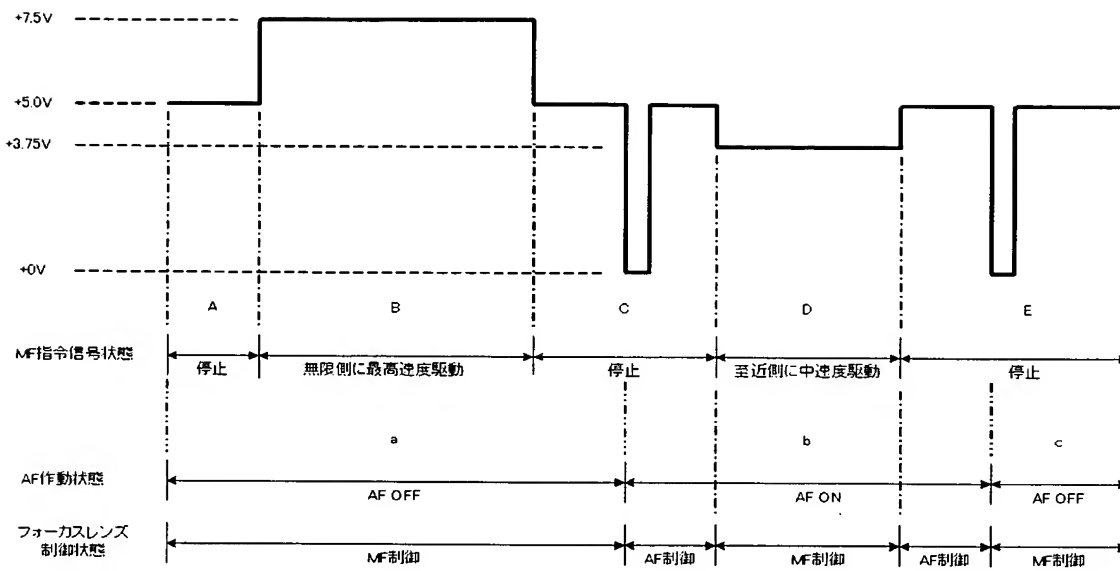 +7.5V
+5.0V
+3.75V
+0V
A B C D E
MF指令信号状態
停止 無限側に最高速度駆動 停止 至近側に中速度駆動 停止
a b c
AF作動状態
AF OFF AF ON AF OFF
フォーカスレンズ
制御状態
MF制御 AF制御 MF制御 AF制御 MF制御